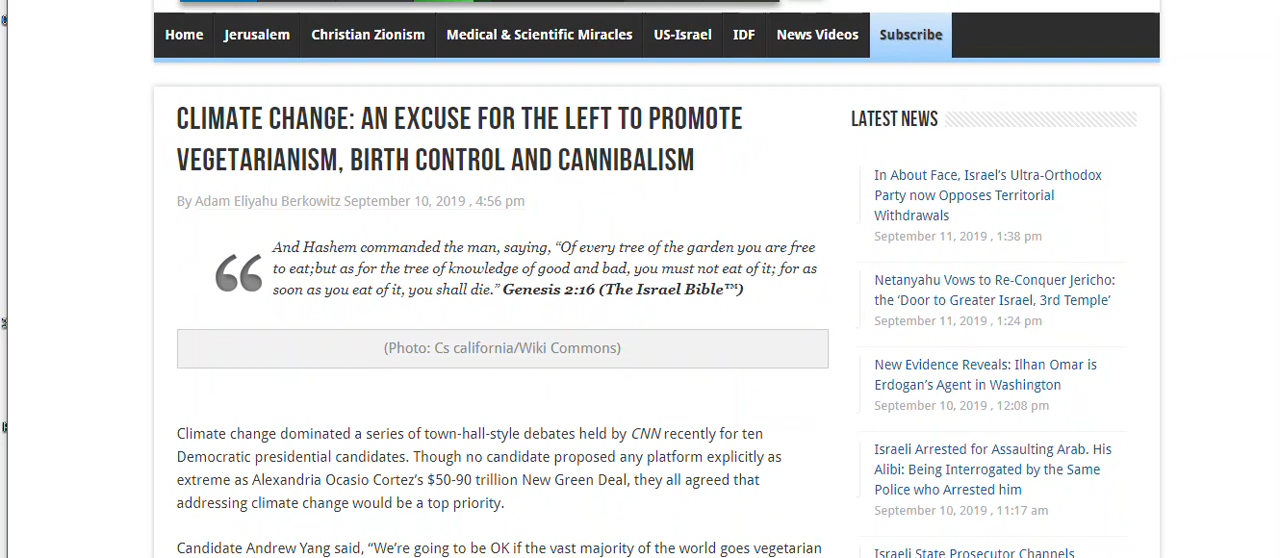 Home Jerusalem Christian Zionism Medical & Scientific Miracles US-Israel IDF News Videos Subscribe
CLIMATE CHANGE: AN EXCUSE FOR THE LEFT TO PROMOTE
VEGETARIANISM, BIRTH CONTROL AND CANNIBALISM
By Adam Eliyahu Berkowitz September 10, 2019 , 4:56 pm
And Hashem commanded the man, saying, “Of every tree of the garden you are free
to eat;but as for the tree of knowledge of good and bad, you must not eat of it; for as
soon as you eat of it, you shall die.” Genesis 2:16 (The Israel Bible™)
(Photo: Cs california/Wiki Commons)
Climate change dominated a series of town-hall-style debates held by CNN recently for ten
Democratic presidential candidates. Though no candidate proposed any platform explicitly as
extreme as Alexandria Ocasio Cortez’s $50-90 trillion New Green Deal, they all agreed that
addressing climate change would be a top priority.
Candidate Andrew Yang said, “We’re going to be OK if the vast majority of the world goes vegetarian
LATEST NEWS
In About Face, Israel’s Ultra-Orthodox
Party now Opposes Territorial
Withdrawals
September 11, 2019 , 1:38 pm
Netanyahu Vows to Re-Conquer Jericho:
the ‘Door to Greater Israel, 3rd Temple’
September 11, 2019 , 1:24 pm
New Evidence Reveals: Ilhan Omar is
Erdogan’s Agent in Washington
September 10, 2019 , 12:08 pm
Israeli Arrested for Assaulting Arab. His
Alibi: Being Interrogated by the Same
Police who Arrested him
September 10, 2019 , 11:17 am
Israeli State Prosecutor Channels